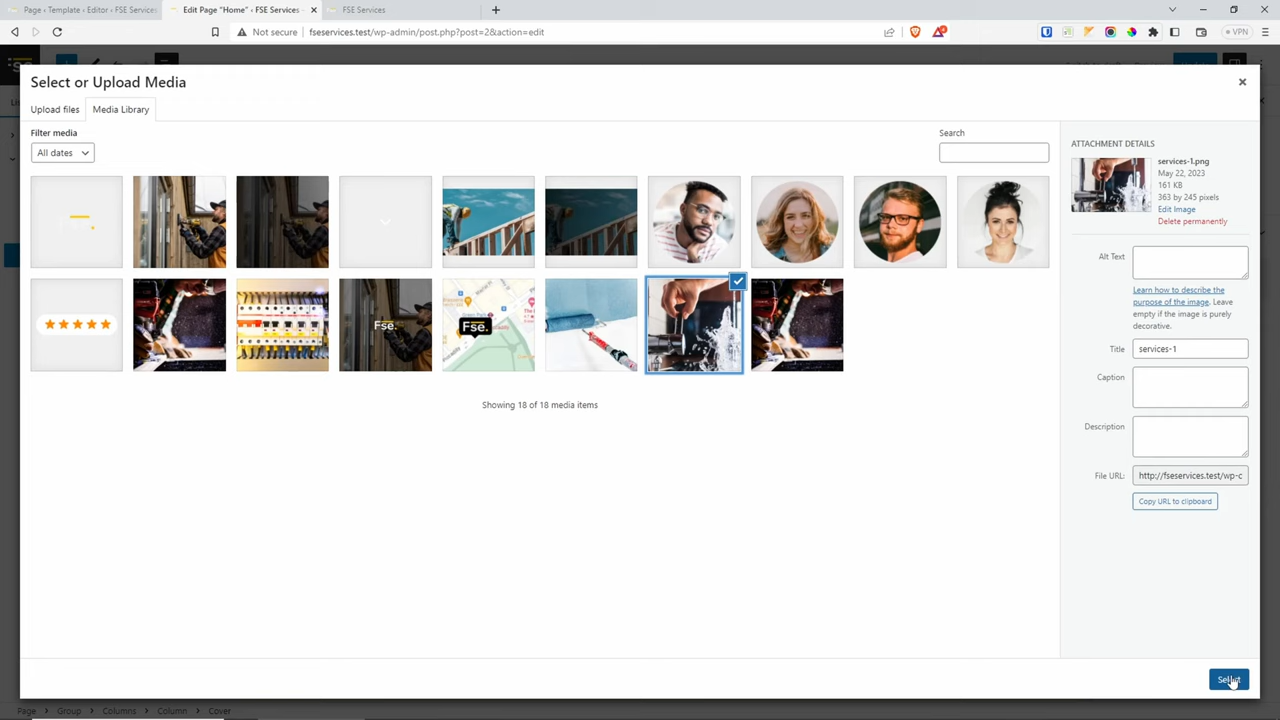 Page ‹ Template ‹ Editor ‹ FSE Services
Edit Page "Home" ‹ FSE Services
FSE Services
Not secure
fseservices.test/wp-admin/post.php?post=2&action=edit
VPN
Select or Upload Media
Upload files
Media Library
Filter media
All dates
Search
Fse.
Fse.
Showing 18 of 18 media items
ATTACHMENT DETAILS
services-1.png
May 22, 2023
161 KB
363 by 245 pixels
Edit Image
Delete permanently
Alt Text
Learn how to describe the
purpose of the image. Leave
empty if the image is purely
decorative.
Title
services-1
Caption
Description
File URL:
http://fseservices.test/wp-c
Copy URL to clipboard
Select
Page
Group
Columns
Column
Cover